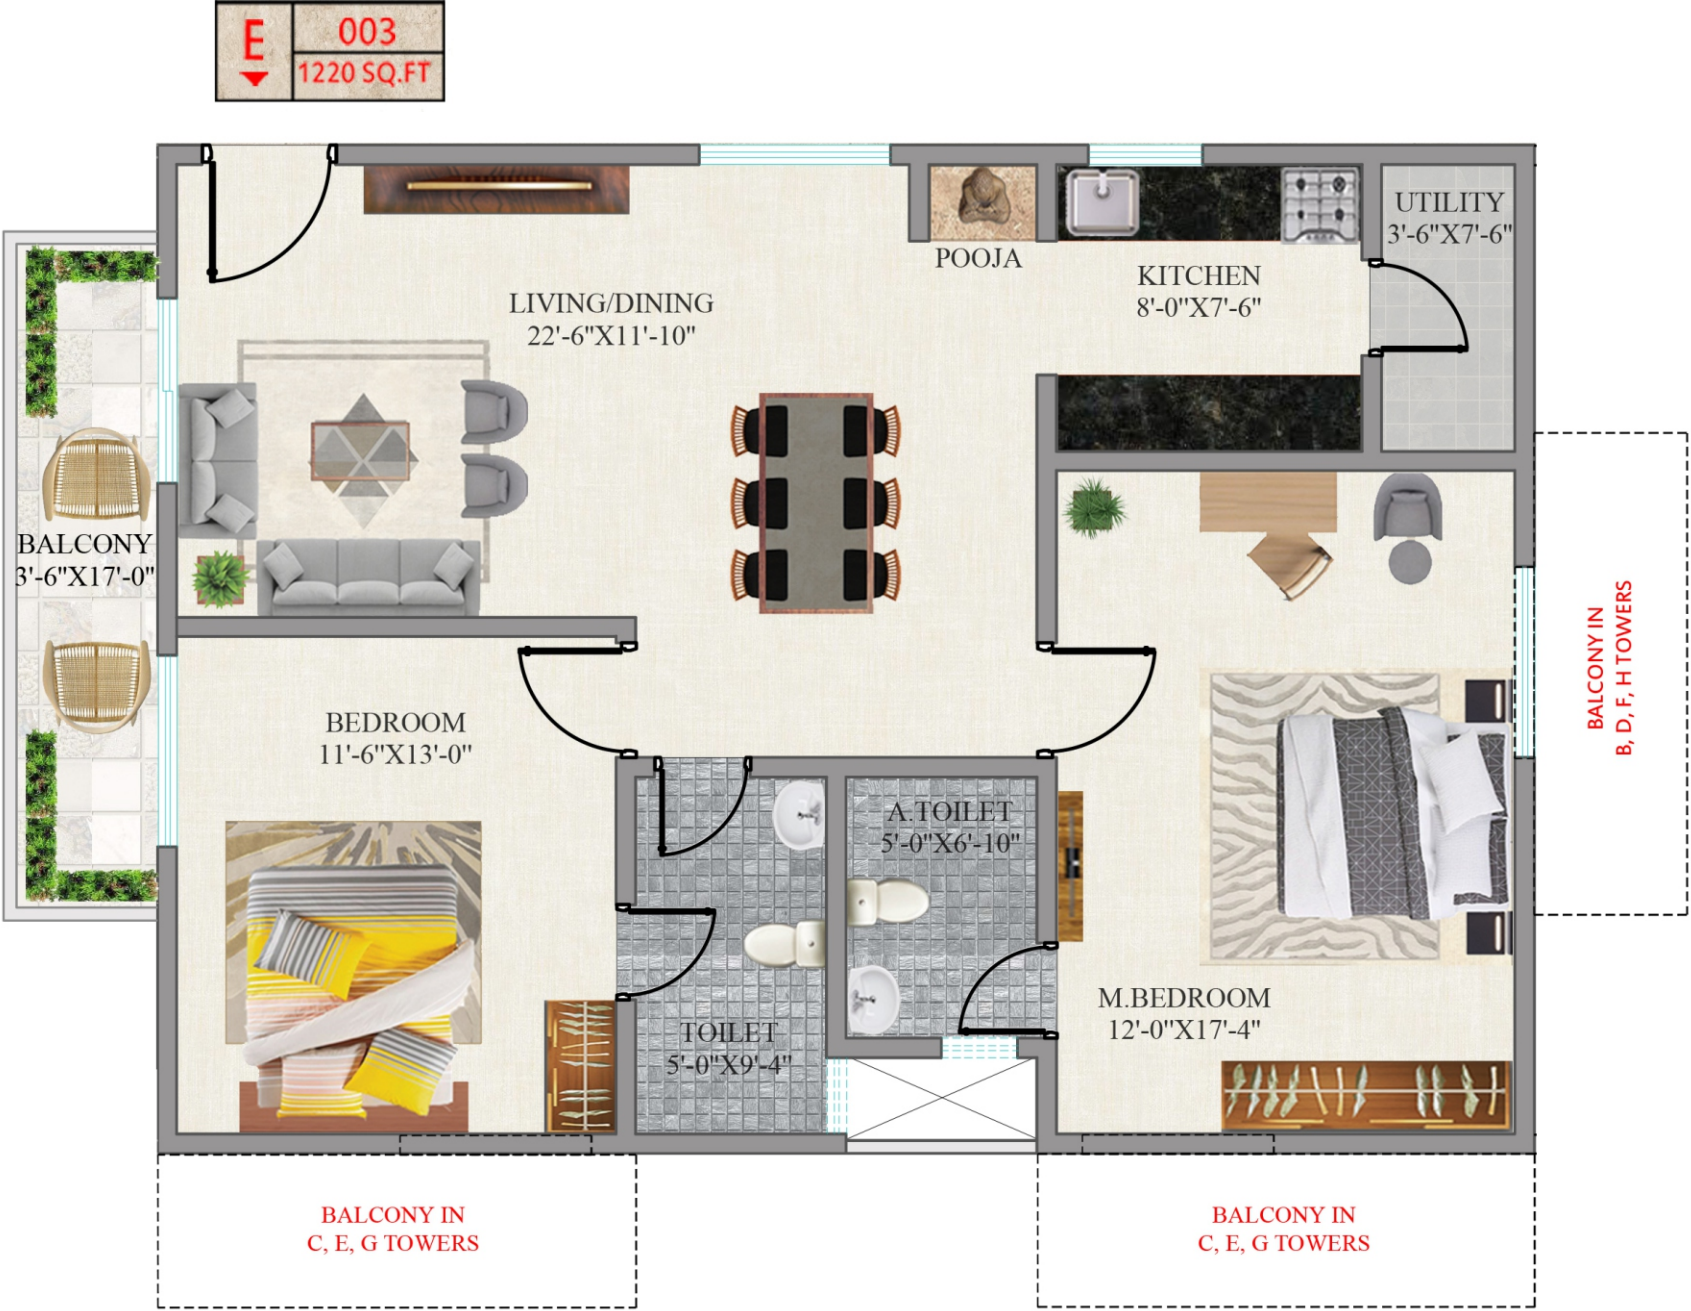 E
003
1220 SQ.FT
UTILITY
3'-6"X7'-6"
POOJA
KITCHEN
8'-0"X7'-6"
LIVING/DINING
22'-6"X11'-10"
BALCONY
3'-6"X17'-0"
BEDROOM
11'-6"X13'-0"
A.TOILET
5'-0"X6'-10"
TOILET
5'-0"X9'-4"
M.BEDROOM
12'-0"X17'-4"
BALCONY IN
B, D, F, H TOWERS
BALCONY IN
C, E, G TOWERS
BALCONY IN
C, E, G TOWERS